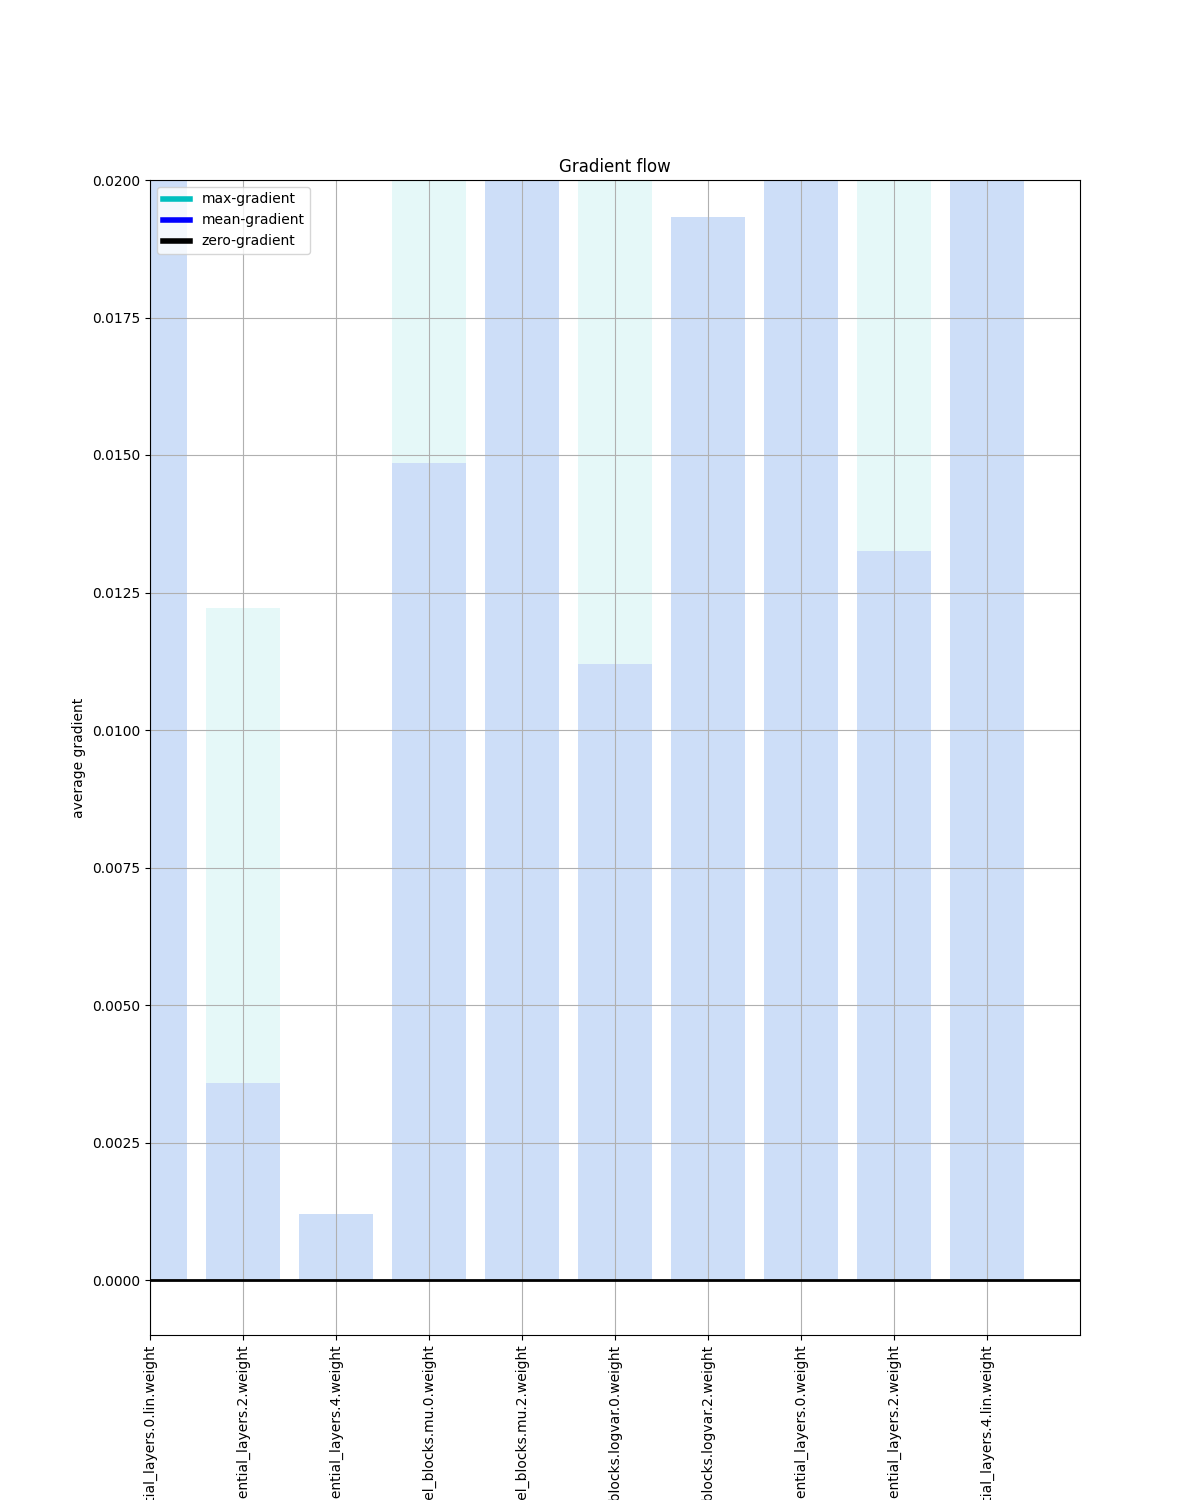 Gradient flow
max-gradient
mean-gradient
zero-gradient
0.0200
0.0175
0.0150
0.0125
0.0100
0.0075
0.0050
0.0025
0.0000
average gradient
tial_layers.0.lin.weight
ential_layers.2.weight
ential_layers.4.weight
el_blocks.mu.0.weight
el_blocks.mu.2.weight
blocks.logvar.0.weight
blocks.logvar.2.weight
ential_layers.0.weight
ential_layers.2.weight
tial_layers.4.lin.weight